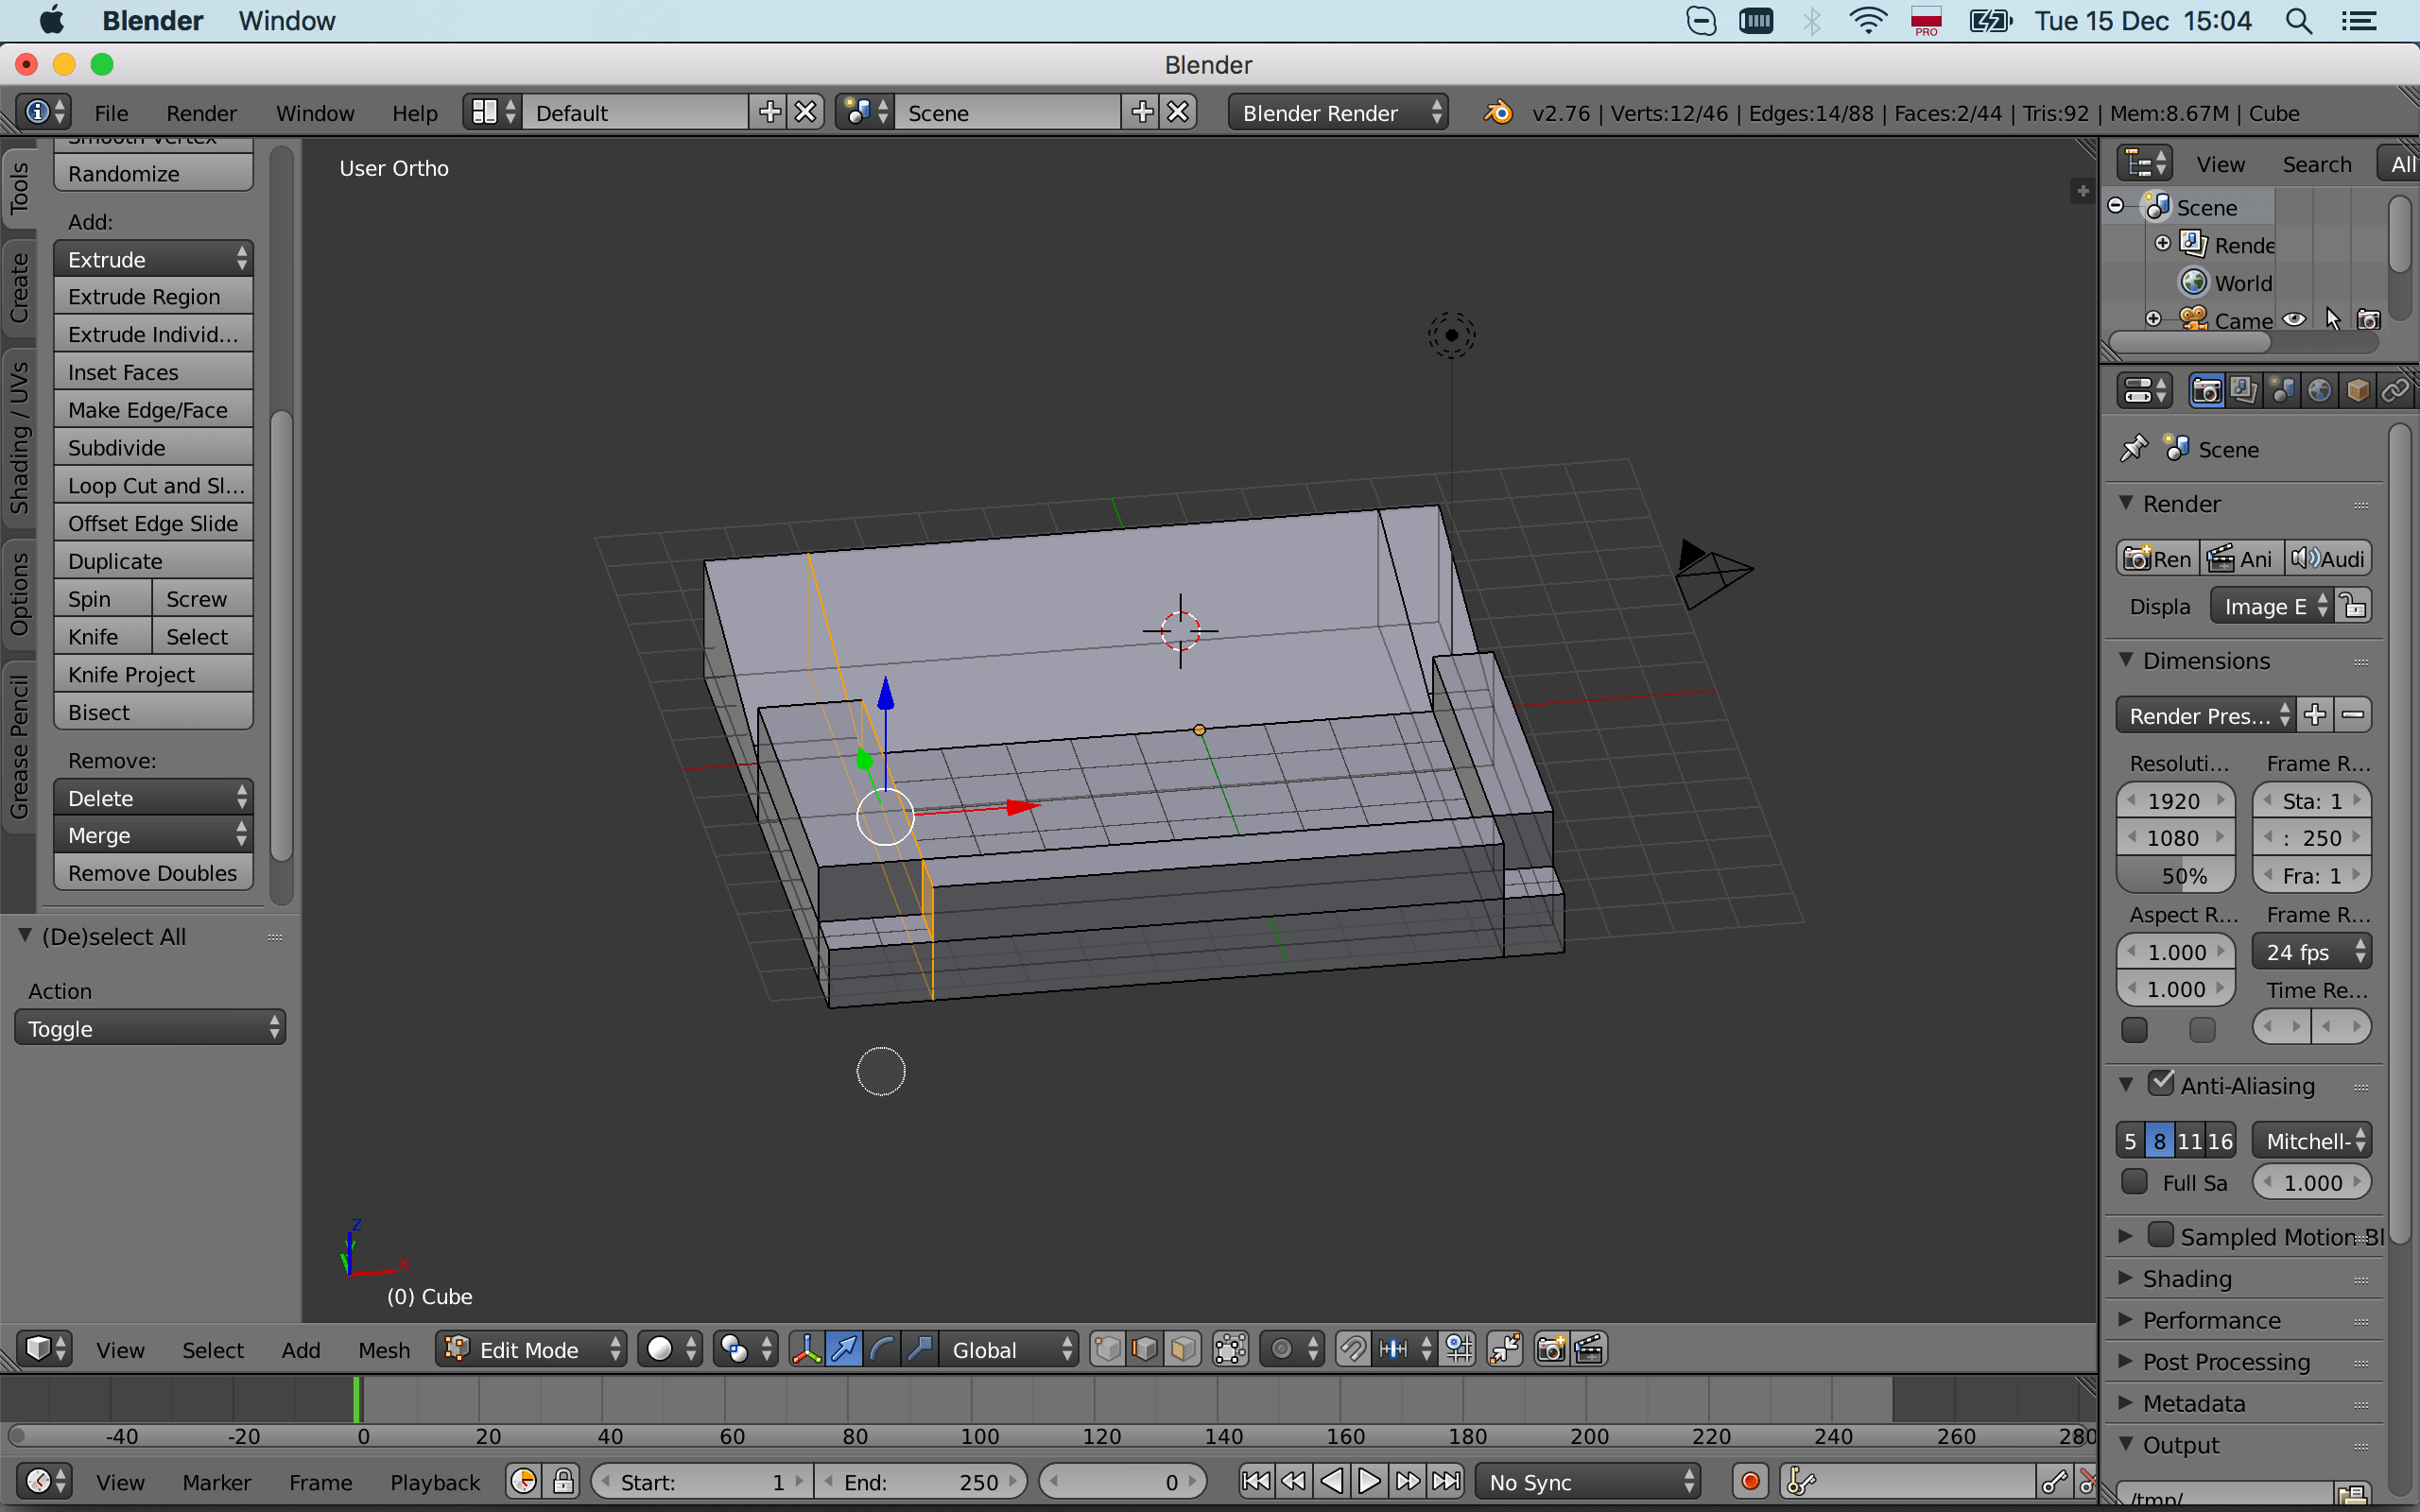 Blender Window
PRO
Tue 15 Dec 15:04
Blender
File Render Window Help Default Scene Blender Render v2.76 | Verts:12/46 | Edges:14/88 | Faces:2/44 | Tris:92 | Mem:8.67M | Cube
Smooth Vertex
Randomize
Add:
Extrude
Extrude Region
Extrude Individ...
Inset Faces
Make Edge/Face
Subdivide
Loop Cut and Sl...
Offset Edge Slide
Duplicate
Spin Screw
Knife Select
Knife Project
Bisect
Remove:
Delete
Merge
Remove Doubles
Tools
Create
Shading / UVs
Options
Grease Pencil
(De)select All
Action
Toggle
User Ortho
z
x
(0) Cube
View Search All
Scene
Rende
World
Came
Scene
Render
Ren Ani Audi
Displa Image E
Dimensions
Render Pres...
Resoluti... Frame R...
1920 Sta: 1
1080 : 250
50% Fra: 1
Aspect R... Frame R...
1.000 24 fps
1.000 Time Re...
Anti-Aliasing
5 8 11 16 Mitchell-
Full Sa 1.000
Sampled Motion Bl
Shading
Performance
Post Processing
Metadata
Output
/tmp/
View Select Add Mesh Edit Mode Global
-40 -20 0 20 40 60 80 100 120 140 160 180 200 220 240 260 280
View Marker Frame Playback Start: 1 End: 250 0 No Sync